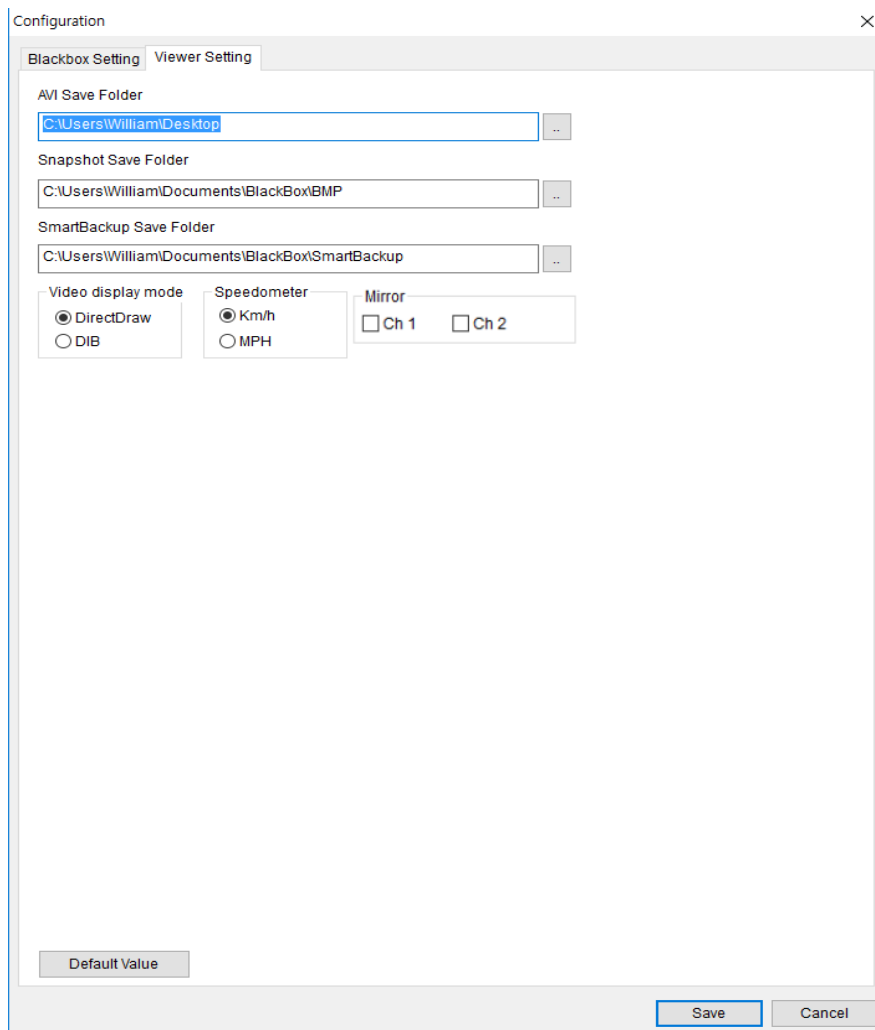 Configuration
Blackbox Setting Viewer Setting
AVI Save Folder
C:\Users\William\Desktop ..
Snapshot Save Folder
C:\Users\William\Documents\BlackBox\BMP ..
SmartBackup Save Folder
C:\Users\William\Documents\BlackBox\SmartBackup ..
Video display mode Speedometer Mirror
DirectDraw Km/h Ch 1 Ch 2
DIB MPH
Default Value
Save Cancel